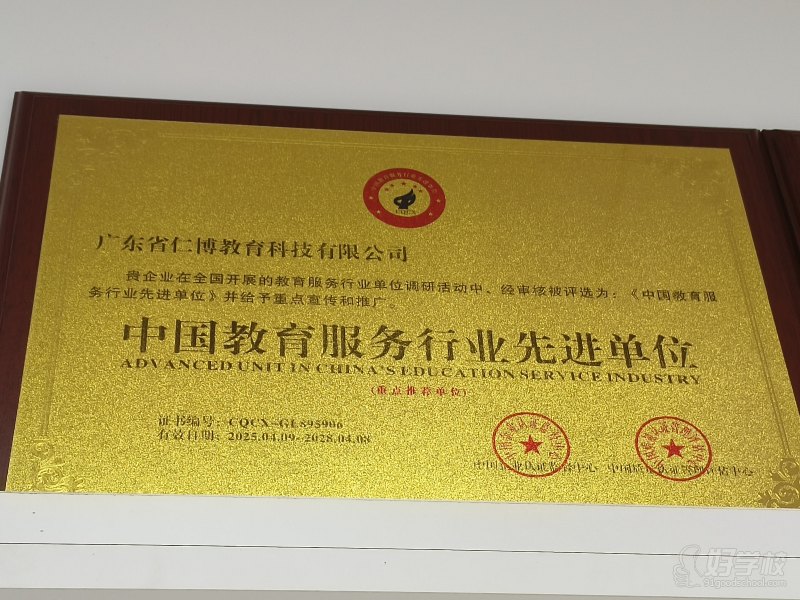 广东省仁博教育科技有限公司
贵企业在全国开展的教育服务行业单位调研活动中、经审核被评选为：《中国教育服
务行业先进单位》并给予重点宣传和推广。
中国教育服务行业先进单位
ADVANCED UNIT IN CHINA'S EDUCATION SERVICE INDUSTRY
(重点推荐单位)
证书编号: CQCX-GL895906
有效日期: 2025.04.09-2028.04.08
好学校
91goodschool.com